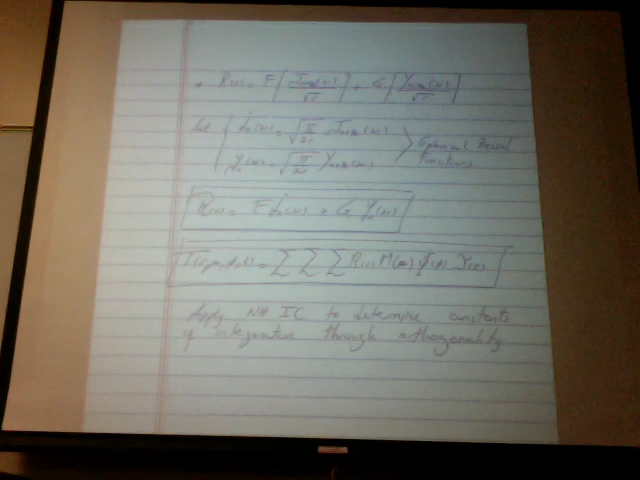 R(r) = F [ J_{n+1/2}(λr) / √r ] + G [ Y_{n+1/2}(λr) / √r ]
Let { j_n(λr) = √(π/2r) J_{n+1/2}(λr)
y_n(λr) = √(π/2r) Y_{n+1/2}(λr) } Spherical Bessel Functions
R(r) = F j_n(λr) + G y_n(λr)
= Σ Σ Σ R(r) M(μ)
Apply NH IC to determine constants
of integration through orthogonality